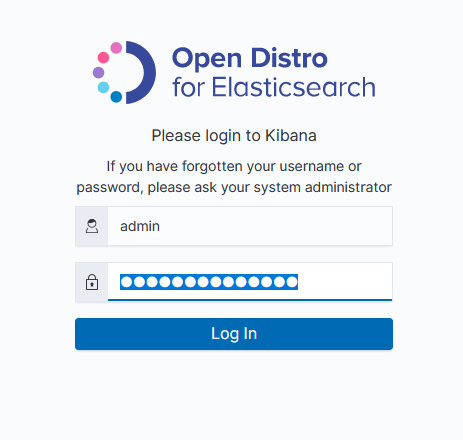 Open Distro
for Elasticsearch
Please login to Kibana
If you have forgotten your username or
password, please ask your system administrator
admin
●●●●●●●●●●●●●●●
Log In